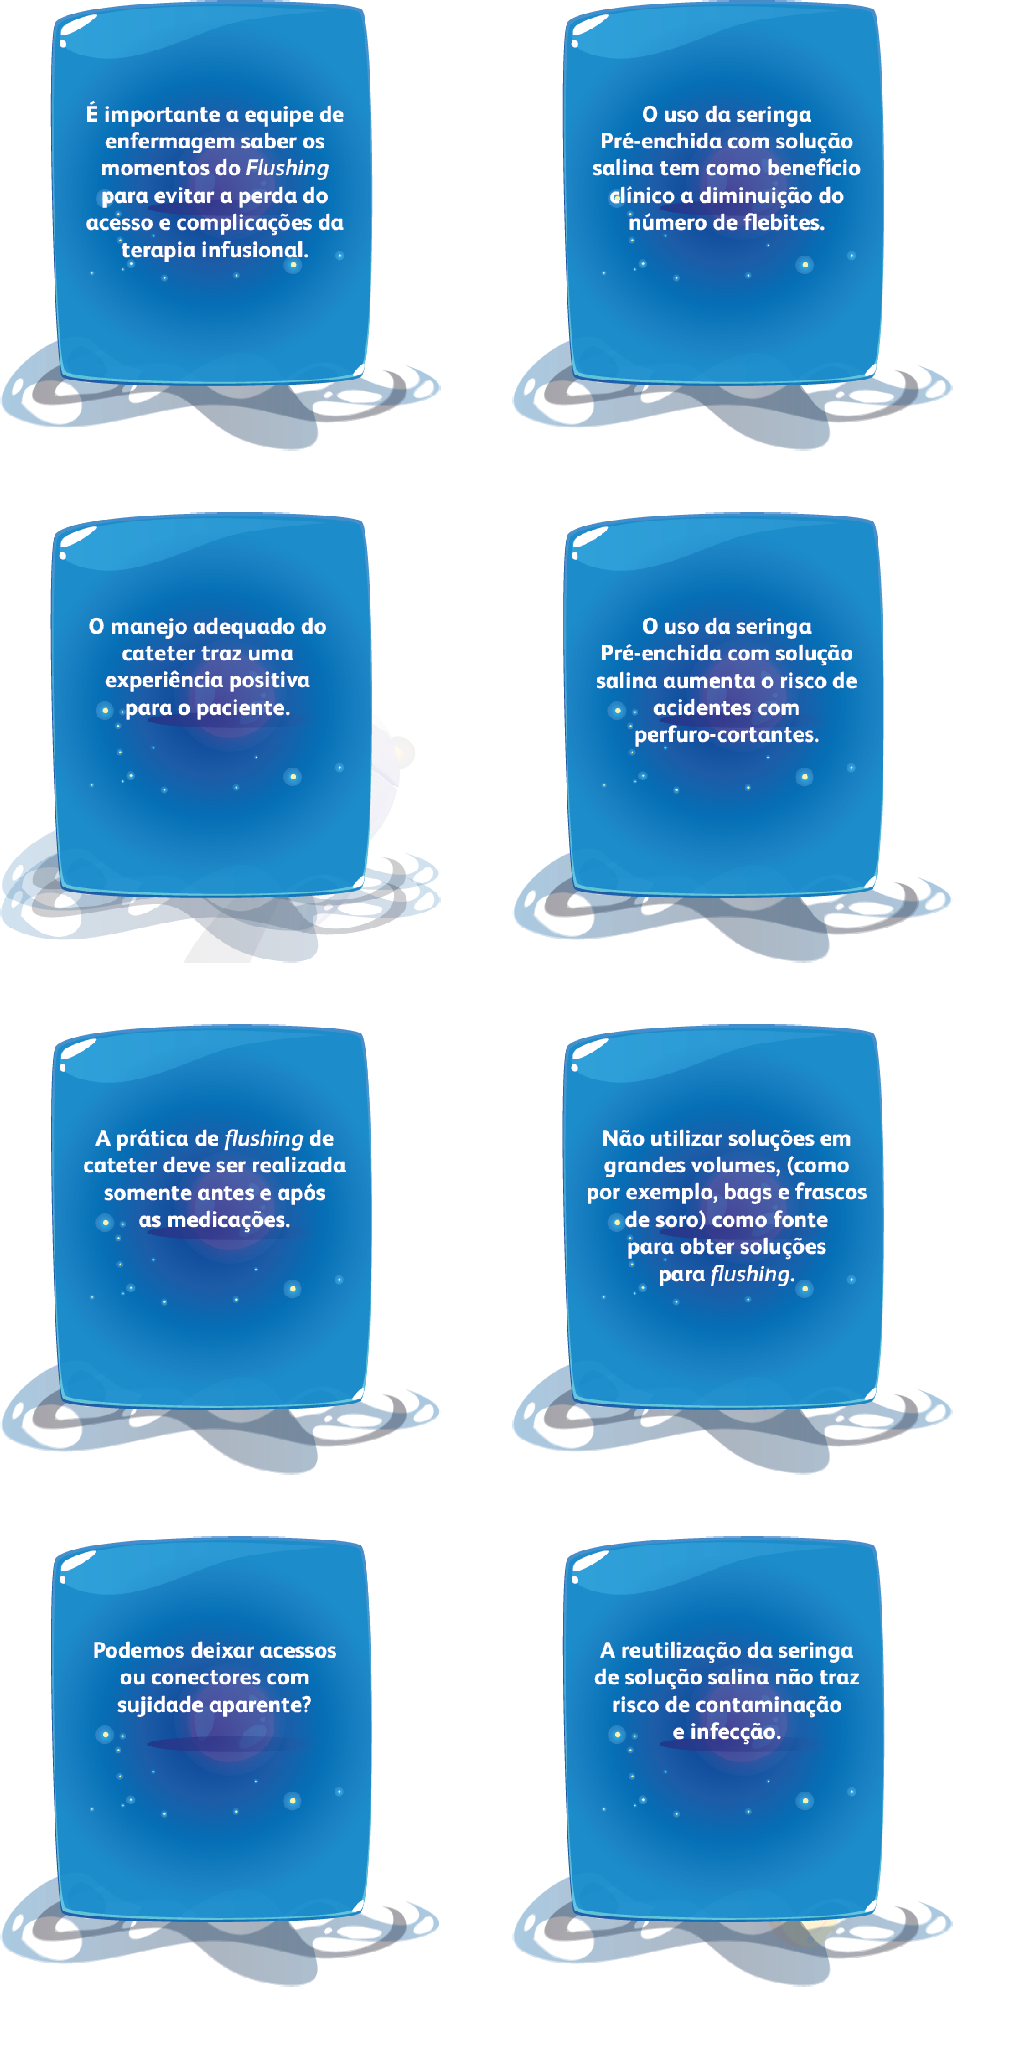 É importante a equipe de
enfermagem saber os
momentos do Flushing
para evitar a perda do
acesso e complicações da
terapia infusional.
O uso da seringa
Pré-enchida com solução
salina tem como benefício
clínico a diminuição do
número de flebites.
O manejo adequado do
cateter traz uma
experiência positiva
para o paciente.
O uso da seringa
Pré-enchida com solução
salina aumenta o risco de
acidentes com
perfuro-cortantes.
A prática de flushing de
cateter deve ser realizada
somente antes e após
as medicações.
Não utilizar soluções em
grandes volumes, (como
por exemplo, bags e frascos
de soro) como fonte
para obter soluções
para flushing.
Podemos deixar acessos
ou conectores com
sujidade aparente?
A reutilização da seringa
de solução salina não traz
risco de contaminação
e infecção.